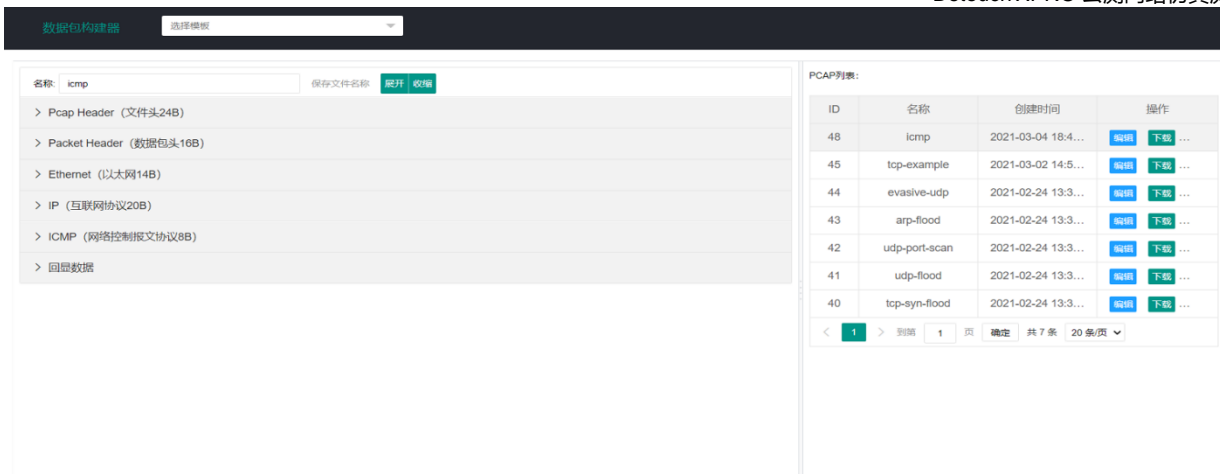 数据包构建器 选择模板
名称: icmp 保存文件名称 展开 收缩
> Pcap Header（文件头24B）
> Packet Header（数据包头16B）
> Ethernet（以太网14B）
> IP（互联网协议20B）
> ICMP（网络控制报文协议8B）
> 回显数据
PCAP列表：
ID 名称 创建时间 操作
48 icmp 2021-03-04 18:4... 编辑 下载 ...
45 tcp-example 2021-03-02 14:5... 编辑 下载 ...
44 evasive-udp 2021-02-24 13:3... 编辑 下载 ...
43 arp-flood 2021-02-24 13:3... 编辑 下载 ...
42 udp-port-scan 2021-02-24 13:3... 编辑 下载 ...
41 udp-flood 2021-02-24 13:3... 编辑 下载 ...
40 tcp-syn-flood 2021-02-24 13:3... 编辑 下载 ...
< 1 > 到第 1 页 确定 共 7 条 20 条/页